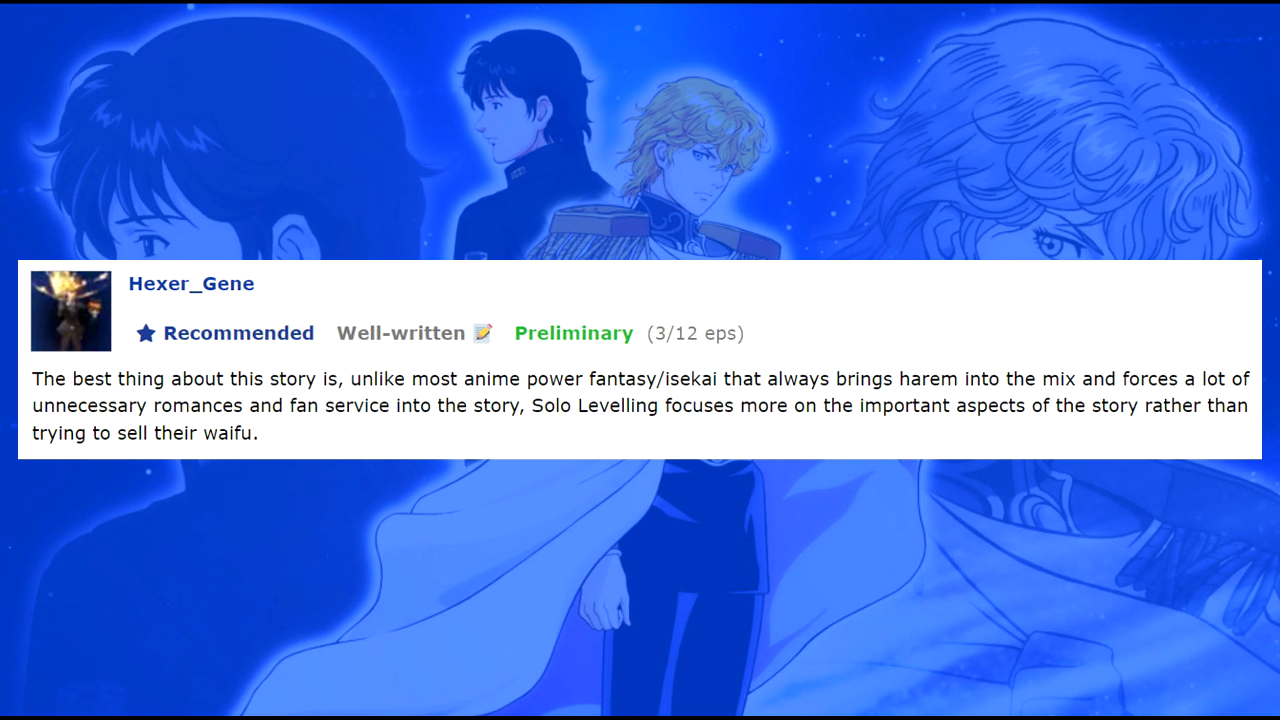 Hexer_Gene
Recommended Well-written Preliminary (3/12 eps)
The best thing about this story is, unlike most anime power fantasy/isekai that always brings harem into the mix and forces a lot of
unnecessary romances and fan service into the story, Solo Levelling focuses more on the important aspects of the story rather than
trying to sell their waifu.